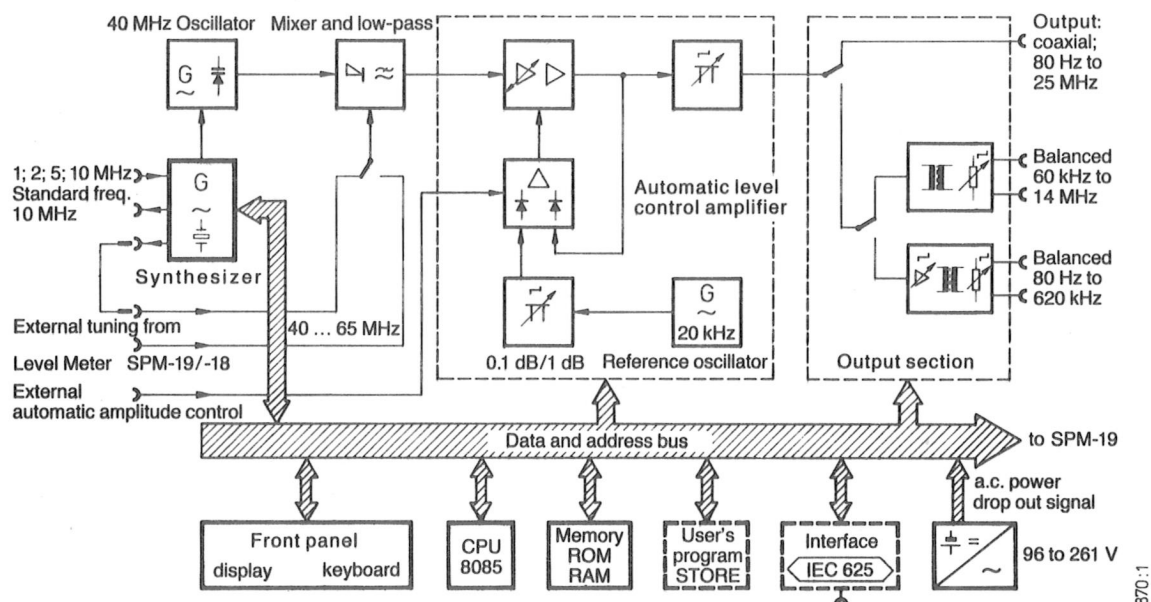 40 MHz Oscillator
Mixer and low-pass
Output:
coaxial;
80 Hz to
25 MHz
G
~
1; 2; 5; 10 MHz
Standard freq.
10 MHz
G
~
Synthesizer
Automatic level
control amplifier
Balanced
60 kHz to
14 MHz
Balanced
80 Hz to
620 kHz
External tuning from
40 ... 65 MHz
G
~
20 kHz
Level Meter SPM-19/-18
0.1 dB/1 dB
Reference oscillator
Output section
External
automatic amplitude control
Data and address bus
to SPM-19
a.c. power
drop out signal
Front panel
display keyboard
CPU
8085
Memory
ROM
RAM
User's
program
STORE
Interface
IEC 625
=
~
96 to 261 V
870:1